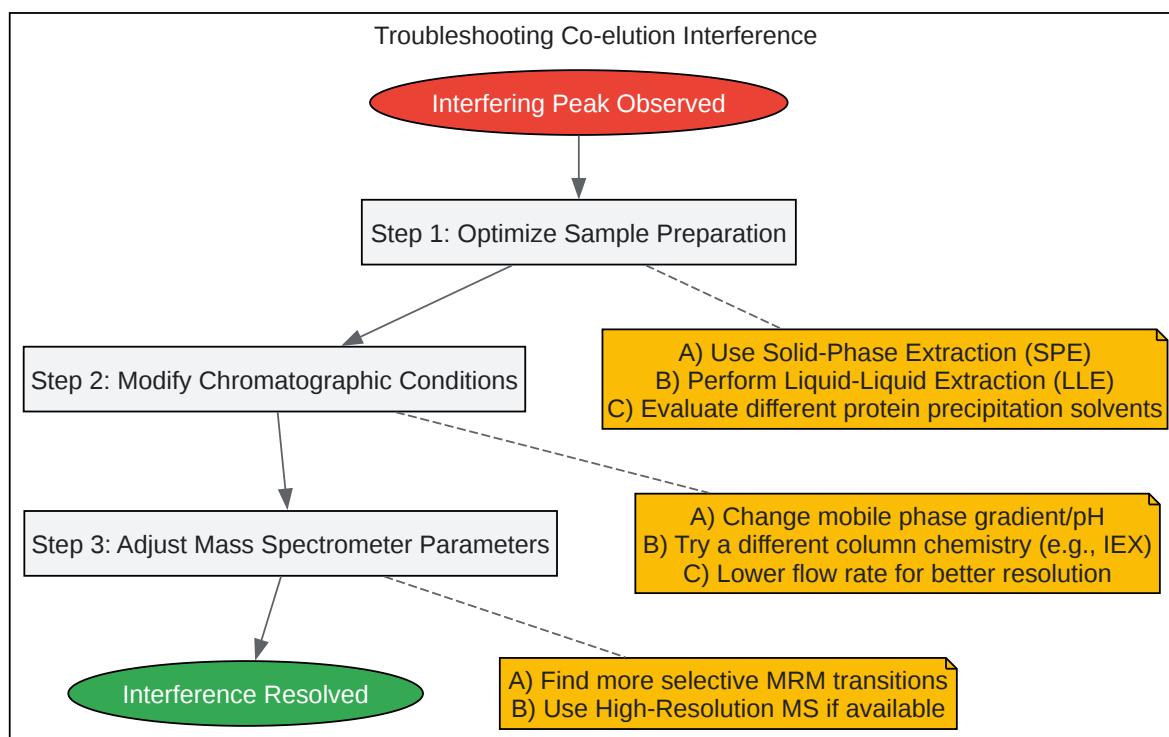 Troubleshooting Co-elution Interference
Interfering Peak Observed
Step 1: Optimize Sample Preparation
A) Use Solid-Phase Extraction (SPE)
B) Perform Liquid-Liquid Extraction (LLE)
C) Evaluate different protein precipitation solvents
Step 2: Modify Chromatographic Conditions
A) Change mobile phase gradient/pH
B) Try a different column chemistry (e.g., IEX)
C) Lower flow rate for better resolution
Step 3: Adjust Mass Spectrometer Parameters
A) Find more selective MRM transitions
B) Use High-Resolution MS if available
Interference Resolved